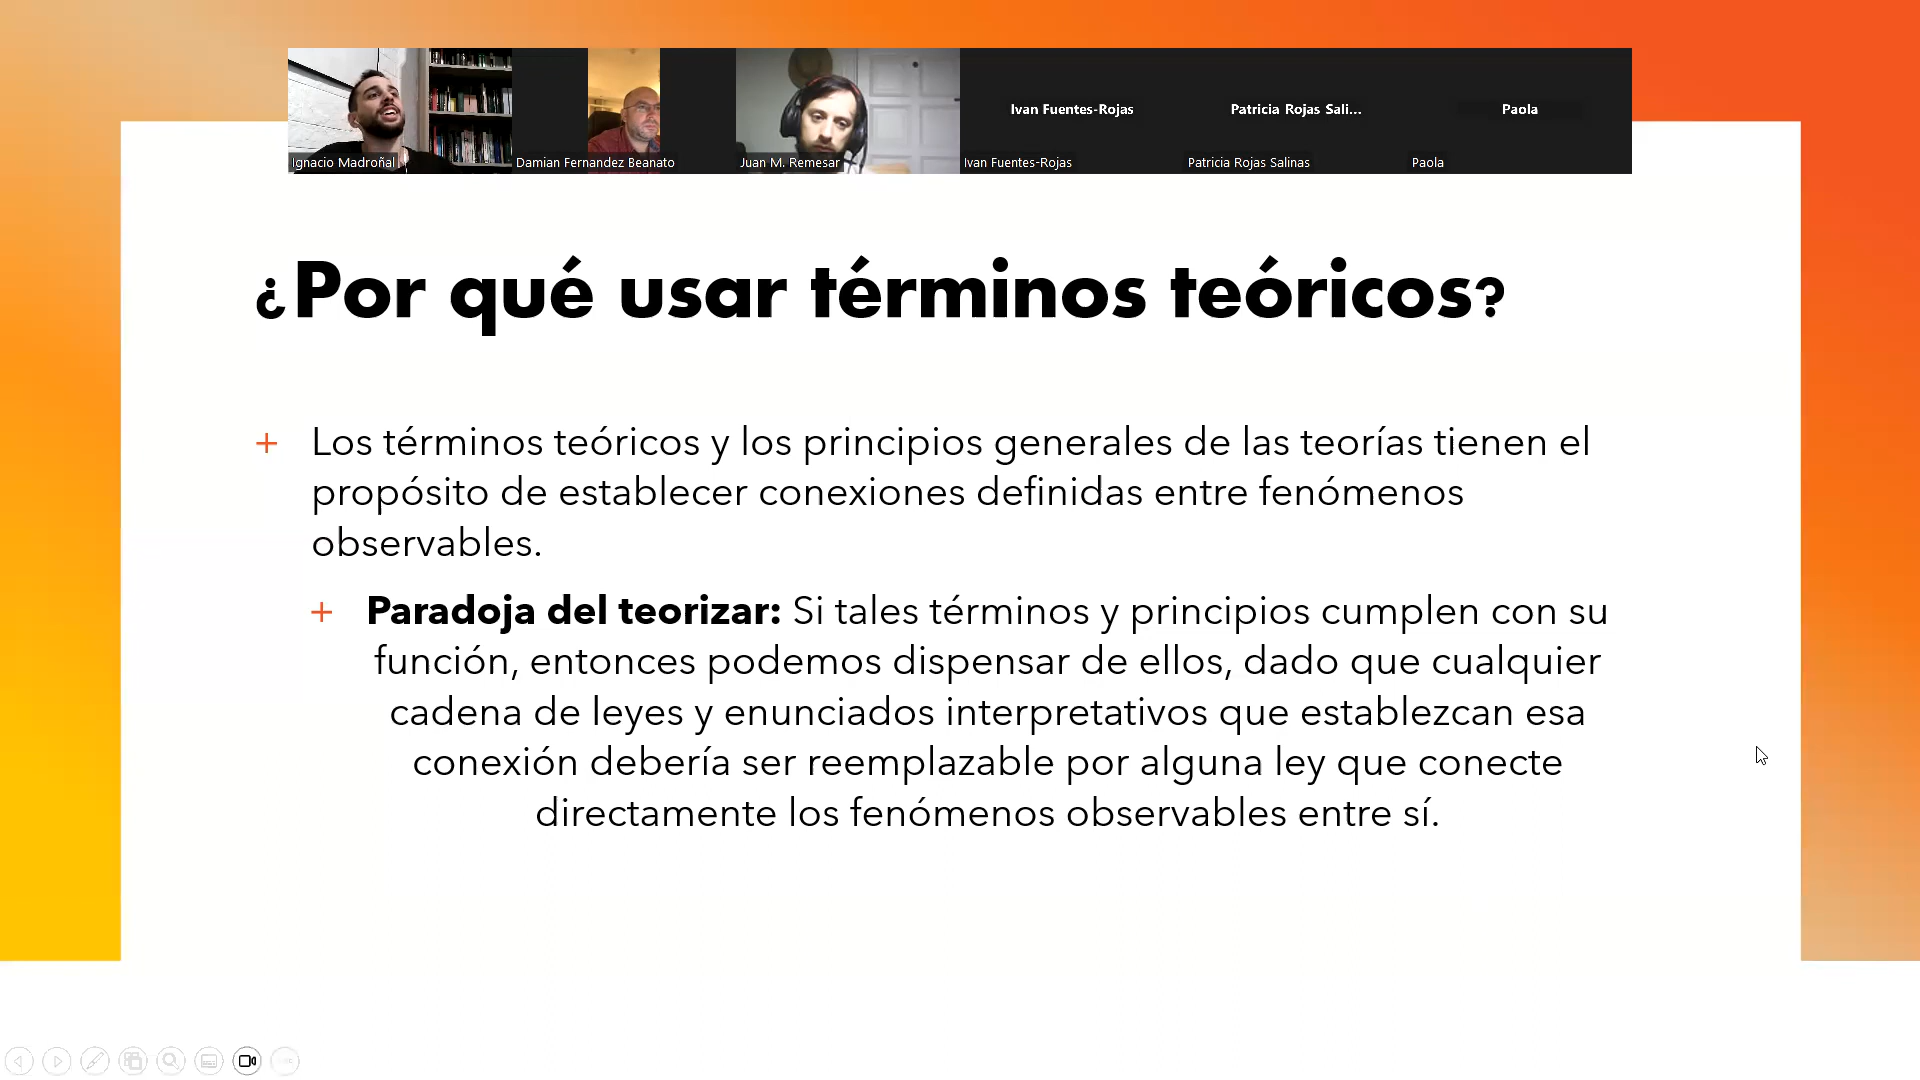 Ivan Fuentes-Rojas
Patricia Rojas Sali...
Paola
Ignacio Madroñal
Damian Fernandez Beanato
Juan M. Remesar
Ivan Fuentes-Rojas
Patricia Rojas Salinas
Paola
¿Por qué usar términos teóricos?
+ Los términos teóricos y los principios generales de las teorías tienen el
propósito de establecer conexiones definidas entre fenómenos
observables.
+ Paradoja del teorizar: Si tales términos y principios cumplen con su
función, entonces podemos dispensar de ellos, dado que cualquier
cadena de leyes y enunciados interpretativos que establezcan esa
conexión debería ser reemplazable por alguna ley que conecte
directamente los fenómenos observables entre sí.